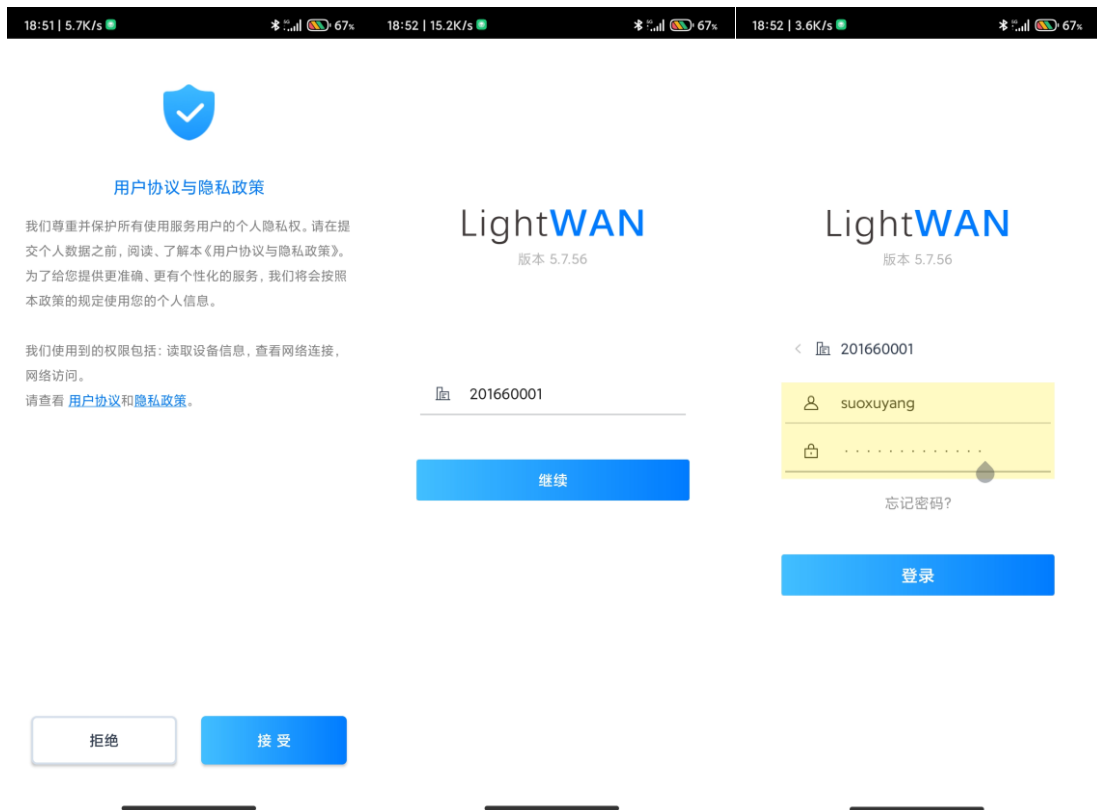 18:51 | 5.7K/s
67%
用户协议与隐私政策
我们尊重并保护所有使用服务用户的个人隐私权。请在提
交个人数据之前，阅读、了解本《用户协议与隐私政策》。
为了给您提供更准确、更有个性化的服务，我们将会按照
本政策的规定使用您的个人信息。
我们使用到的权限包括：读取设备信息，查看网络连接，
网络访问。
请查看 用户协议和隐私政策。
拒绝
接 受
18:52 | 15.2K/s
67%
LightWAN
版本 5.7.56
201660001
继续
18:52 | 3.6K/s
67%
LightWAN
版本 5.7.56
201660001
suoxuyang
忘记密码?
登录